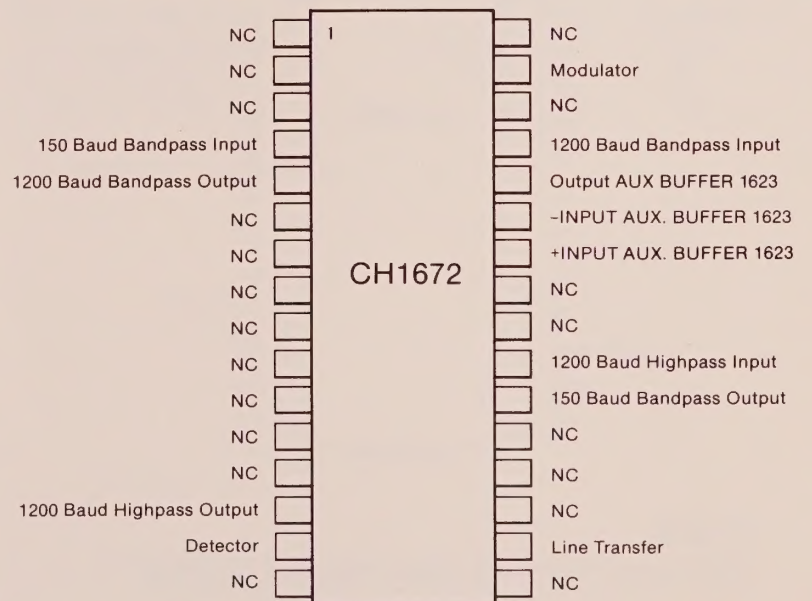 NC 1 NC
NC Modulator
NC NC
150 Baud Bandpass Input 1200 Baud Bandpass Input
1200 Baud Bandpass Output Output AUX BUFFER 1623
NC -INPUT AUX. BUFFER 1623
NC +INPUT AUX. BUFFER 1623
CH1672
NC NC
NC NC
NC 1200 Baud Highpass Input
NC 150 Baud Bandpass Output
NC NC
NC NC
1200 Baud Highpass Output NC
Detector Line Transfer
NC NC